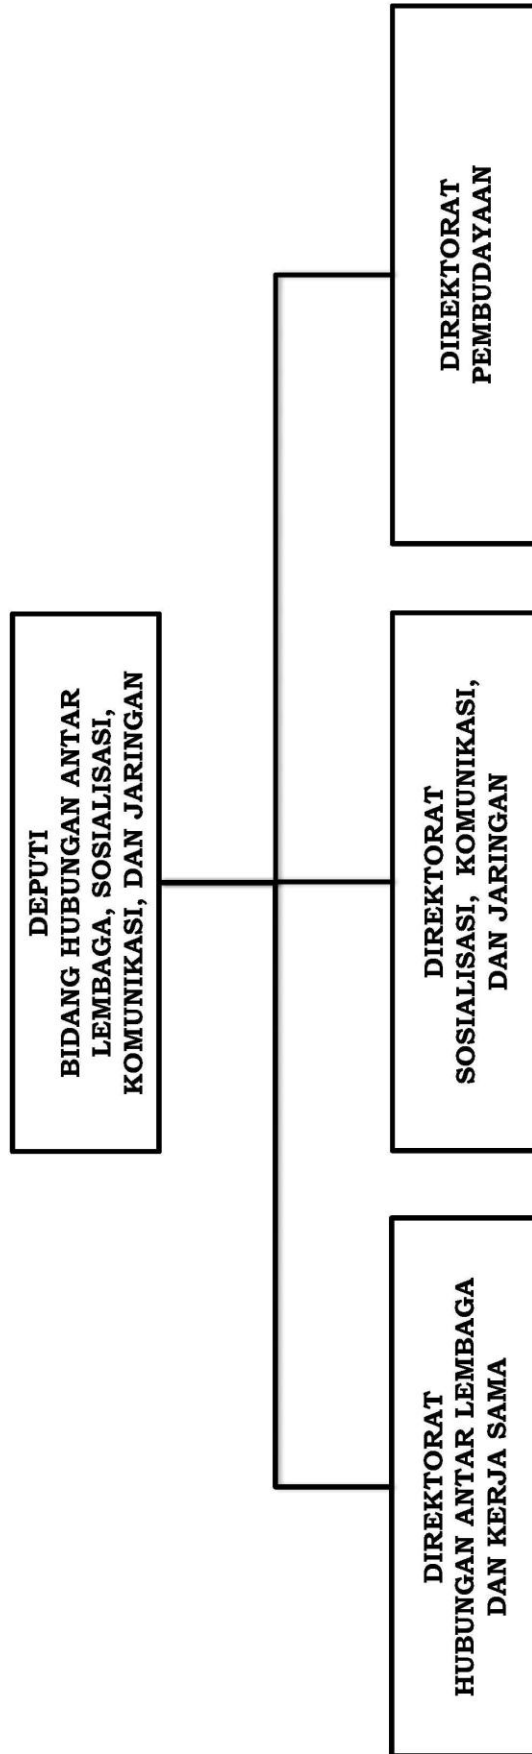 DEPUTI
BIDANG HUBUNGAN ANTAR
LEMBAGA, SOSIALISASI,
KOMUNIKASI, DAN JARINGAN
DIREKTORAT
HUBUNGAN ANTAR LEMBAGA
DAN KERJA SAMA
DIREKTORAT
SOSIALISASI, KOMUNIKASI,
DAN JARINGAN
DIREKTORAT
PEMBUDAYAAN